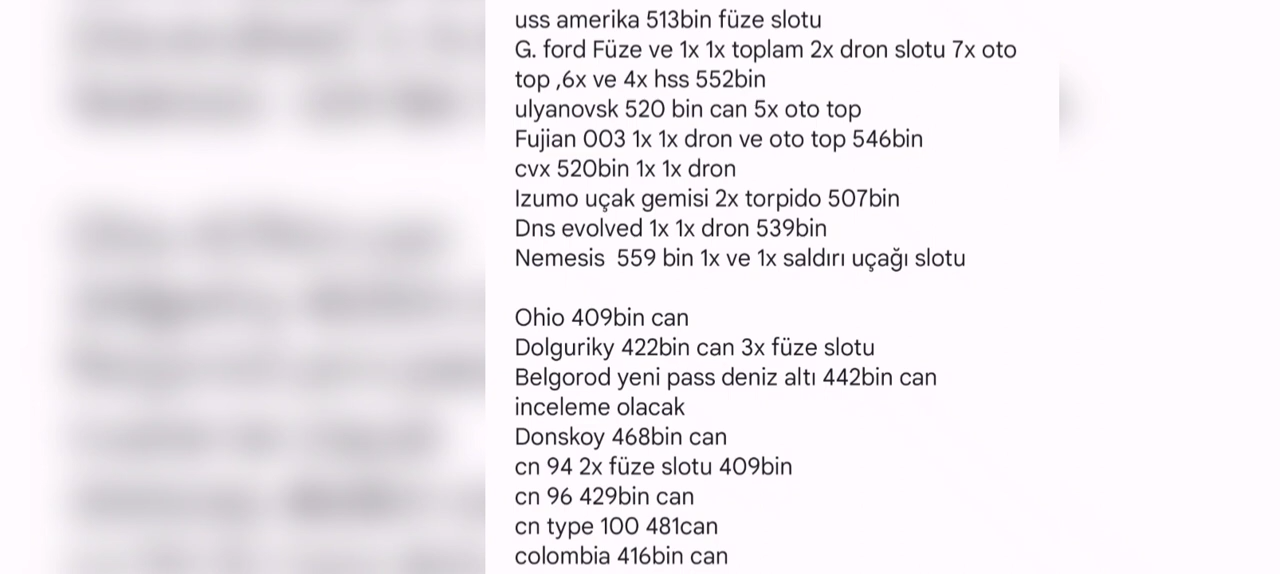 uss amerika 513bin füze slotu
G. ford Füze ve 1x 1x toplam 2x dron slotu 7x oto
top ,6x ve 4x hss 552bin
ulyanovsk 520 bin can 5x oto top
Fujian 003 1x 1x dron ve oto top 546bin
cvx 520bin 1x 1x dron
Izumo uçak gemisi 2x torpido 507bin
Dns evolved 1x 1x dron 539bin
Nemesis  559 bin 1x ve 1x saldırı uçağı slotu

Ohio 409bin can
Dolguriky 422bin can 3x füze slotu
Belgorod yeni pass deniz altı 442bin can
inceleme olacak
Donskoy 468bin can
cn 94 2x füze slotu 409bin
cn 96 429bin can
cn type 100 481can
colombia 416bin can